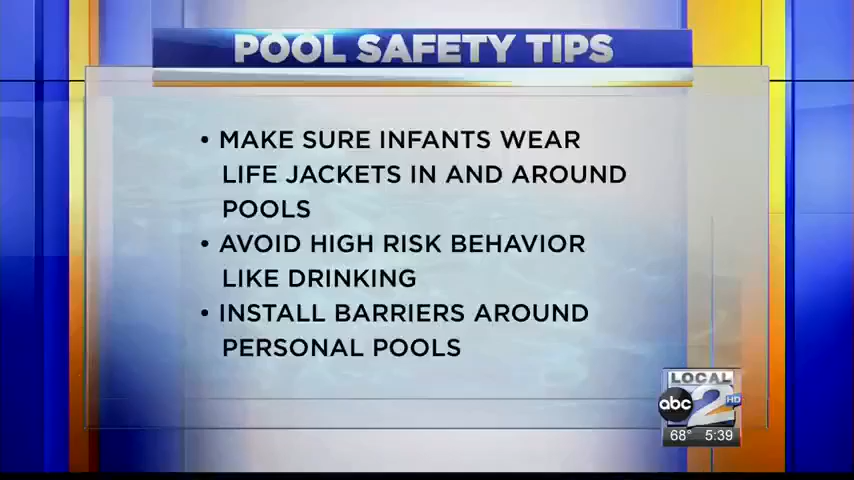 POOL SAFETY TIPS
• MAKE SURE INFANTS WEAR
LIFE JACKETS IN AND AROUND
POOLS
• AVOID HIGH RISK BEHAVIOR
LIKE DRINKING
• INSTALL BARRIERS AROUND
PERSONAL POOLS
LOCAL
abc 2 HD
68° 5:39